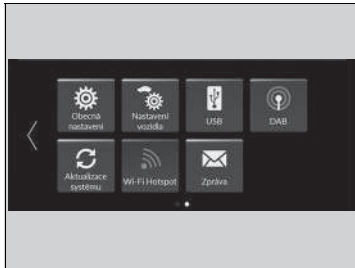 Obecná
nastavení
Nastavení
vozidla
USB
DAB
Aktualizace
systému
Wi-Fi Hotspot
Zpráva